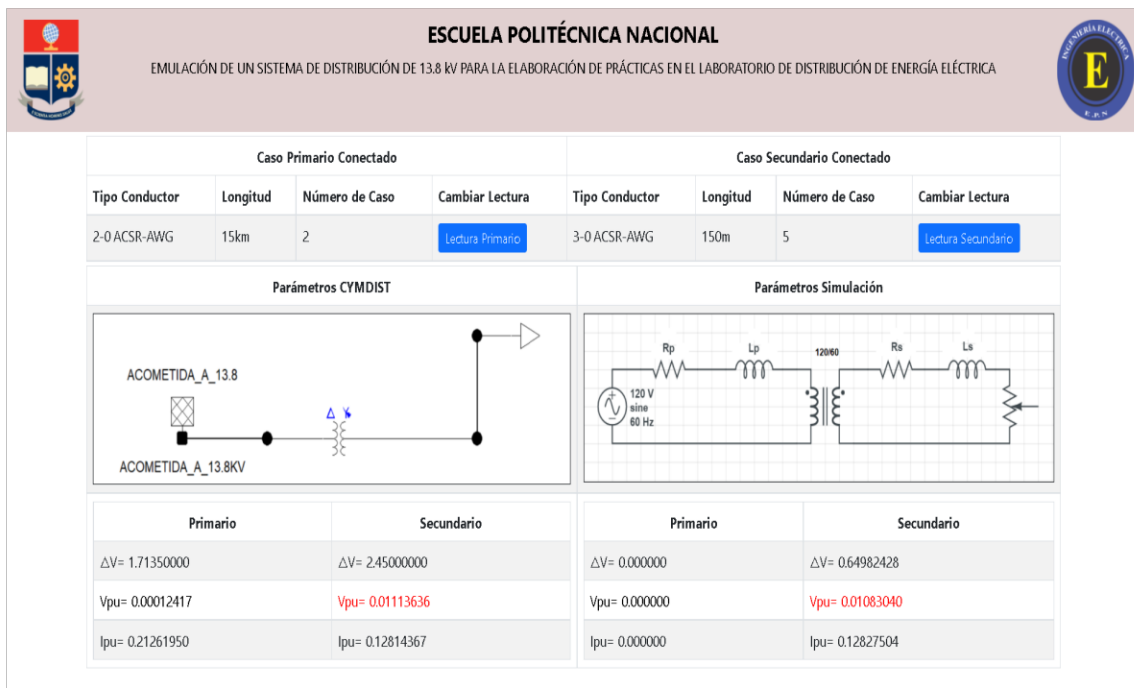 ESCUELA POLITÉCNICA NACIONAL
EMULACIÓN DE UN SISTEMA DE DISTRIBUCIÓN DE 13.8 kV PARA LA ELABORACIÓN DE PRÁCTICAS EN EL LABORATORIO DE DISTRIBUCIÓN DE ENERGÍA ELÉCTRICA
INGENIERÍA ELECTRICA
E
E.P.N
Caso Primario Conectado Caso Secundario Conectado
Tipo Conductor Longitud Número de Caso Cambiar Lectura Tipo Conductor Longitud Número de Caso Cambiar Lectura
2-0 ACSR-AWG 15km 2 Lectura Primario 3-0 ACSR-AWG 150m 5 Lectura Secundario
Parámetros CYMDIST Parámetros Simulación
ACOMETIDA_A_13.8
Δ
ACOMETIDA_A_13.8KV
Rp Lp 120/60 Rs Ls
120 V
sine
60 Hz
Primario Secundario Primario Secundario
△V= 1.71350000 △V= 2.45000000 △V= 0.000000 △V= 0.64982428
Vpu= 0.00012417 Vpu= 0.01113636 Vpu= 0.000000 Vpu= 0.01083040
Ipu= 0.21261950 Ipu= 0.12814367 Ipu= 0.000000 Ipu= 0.12827504